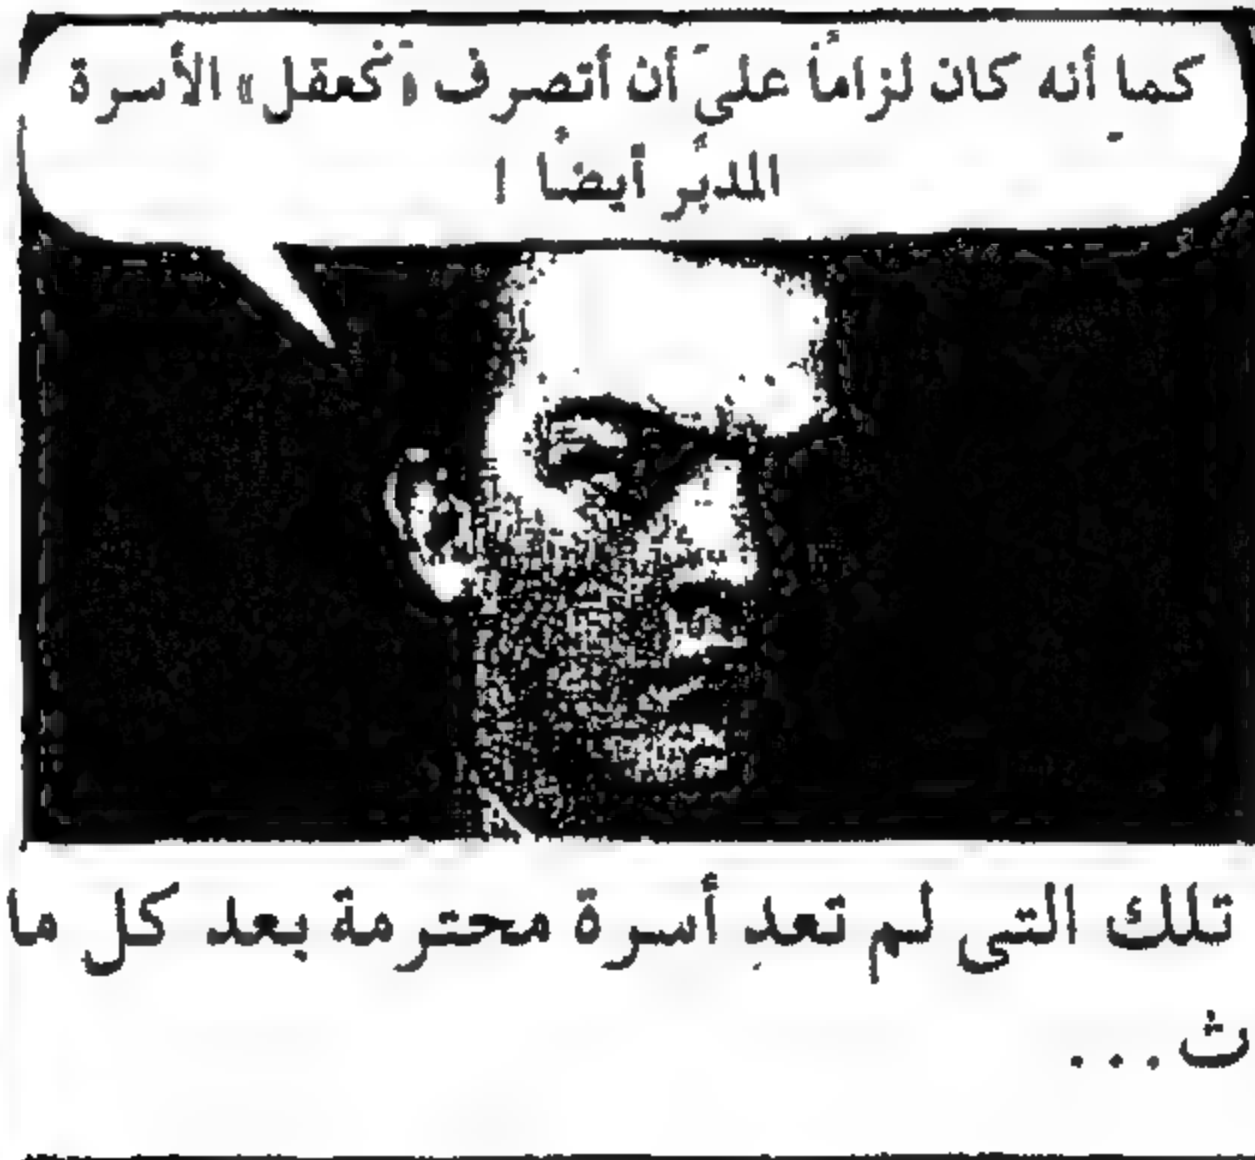 كما أنه كان لزاماً عليّ أن أتصرف «كعقل» الأسرة
المدبّر أيضاً !
تلك التى لم تعد أسرة محترمة بعد كل ما
ث...